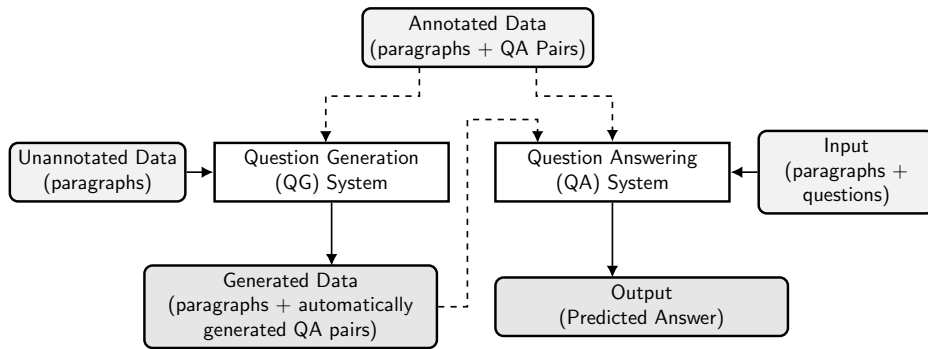 Annotated Data
(paragraphs + QA Pairs)
Unannotated Data
(paragraphs)
Question Generation
(QG) System
Question Answering
(QA) System
Input
(paragraphs +
questions)
Generated Data
(paragraphs + automatically
generated QA pairs)
Output
(Predicted Answer)